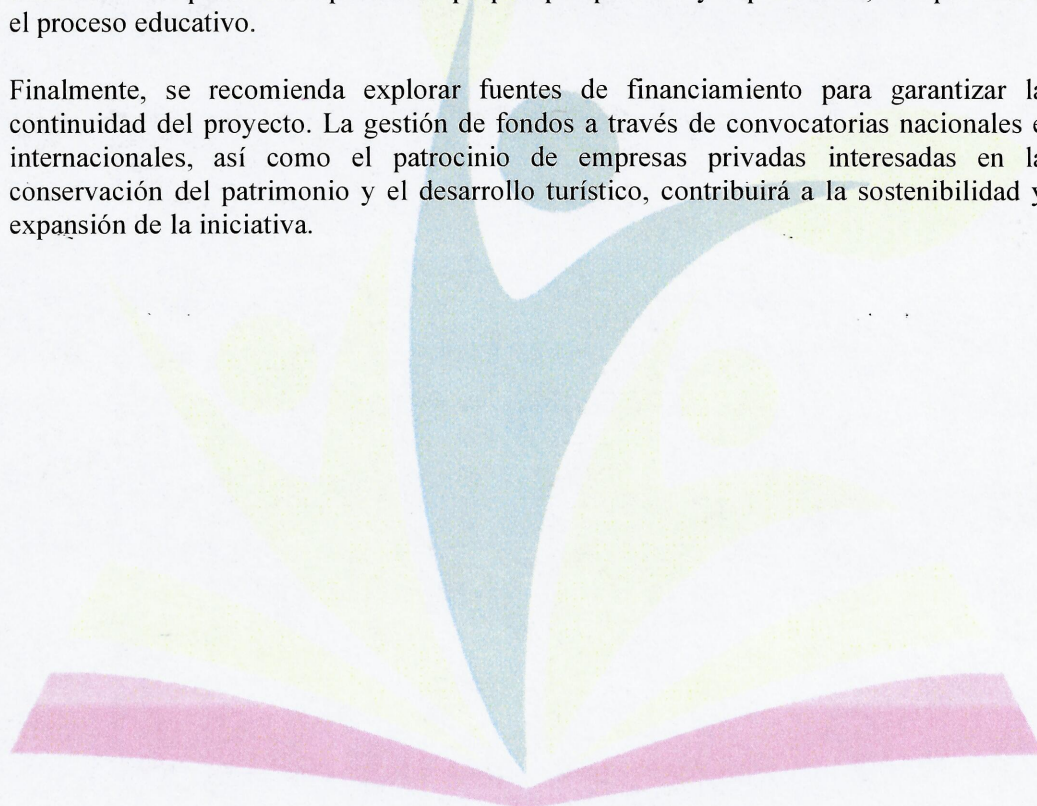 el proceso educativo.
Finalmente, se recomienda explorar fuentes de financiamiento para garantizar la
continuidad del proyecto. La gestión de fondos a través de convocatorias nacionales e
internacionales, así como el patrocinio de empresas privadas interesadas en la
conservación del patrimonio y el desarrollo turístico, contribuirá a la sostenibilidad y
expansión de la iniciativa.